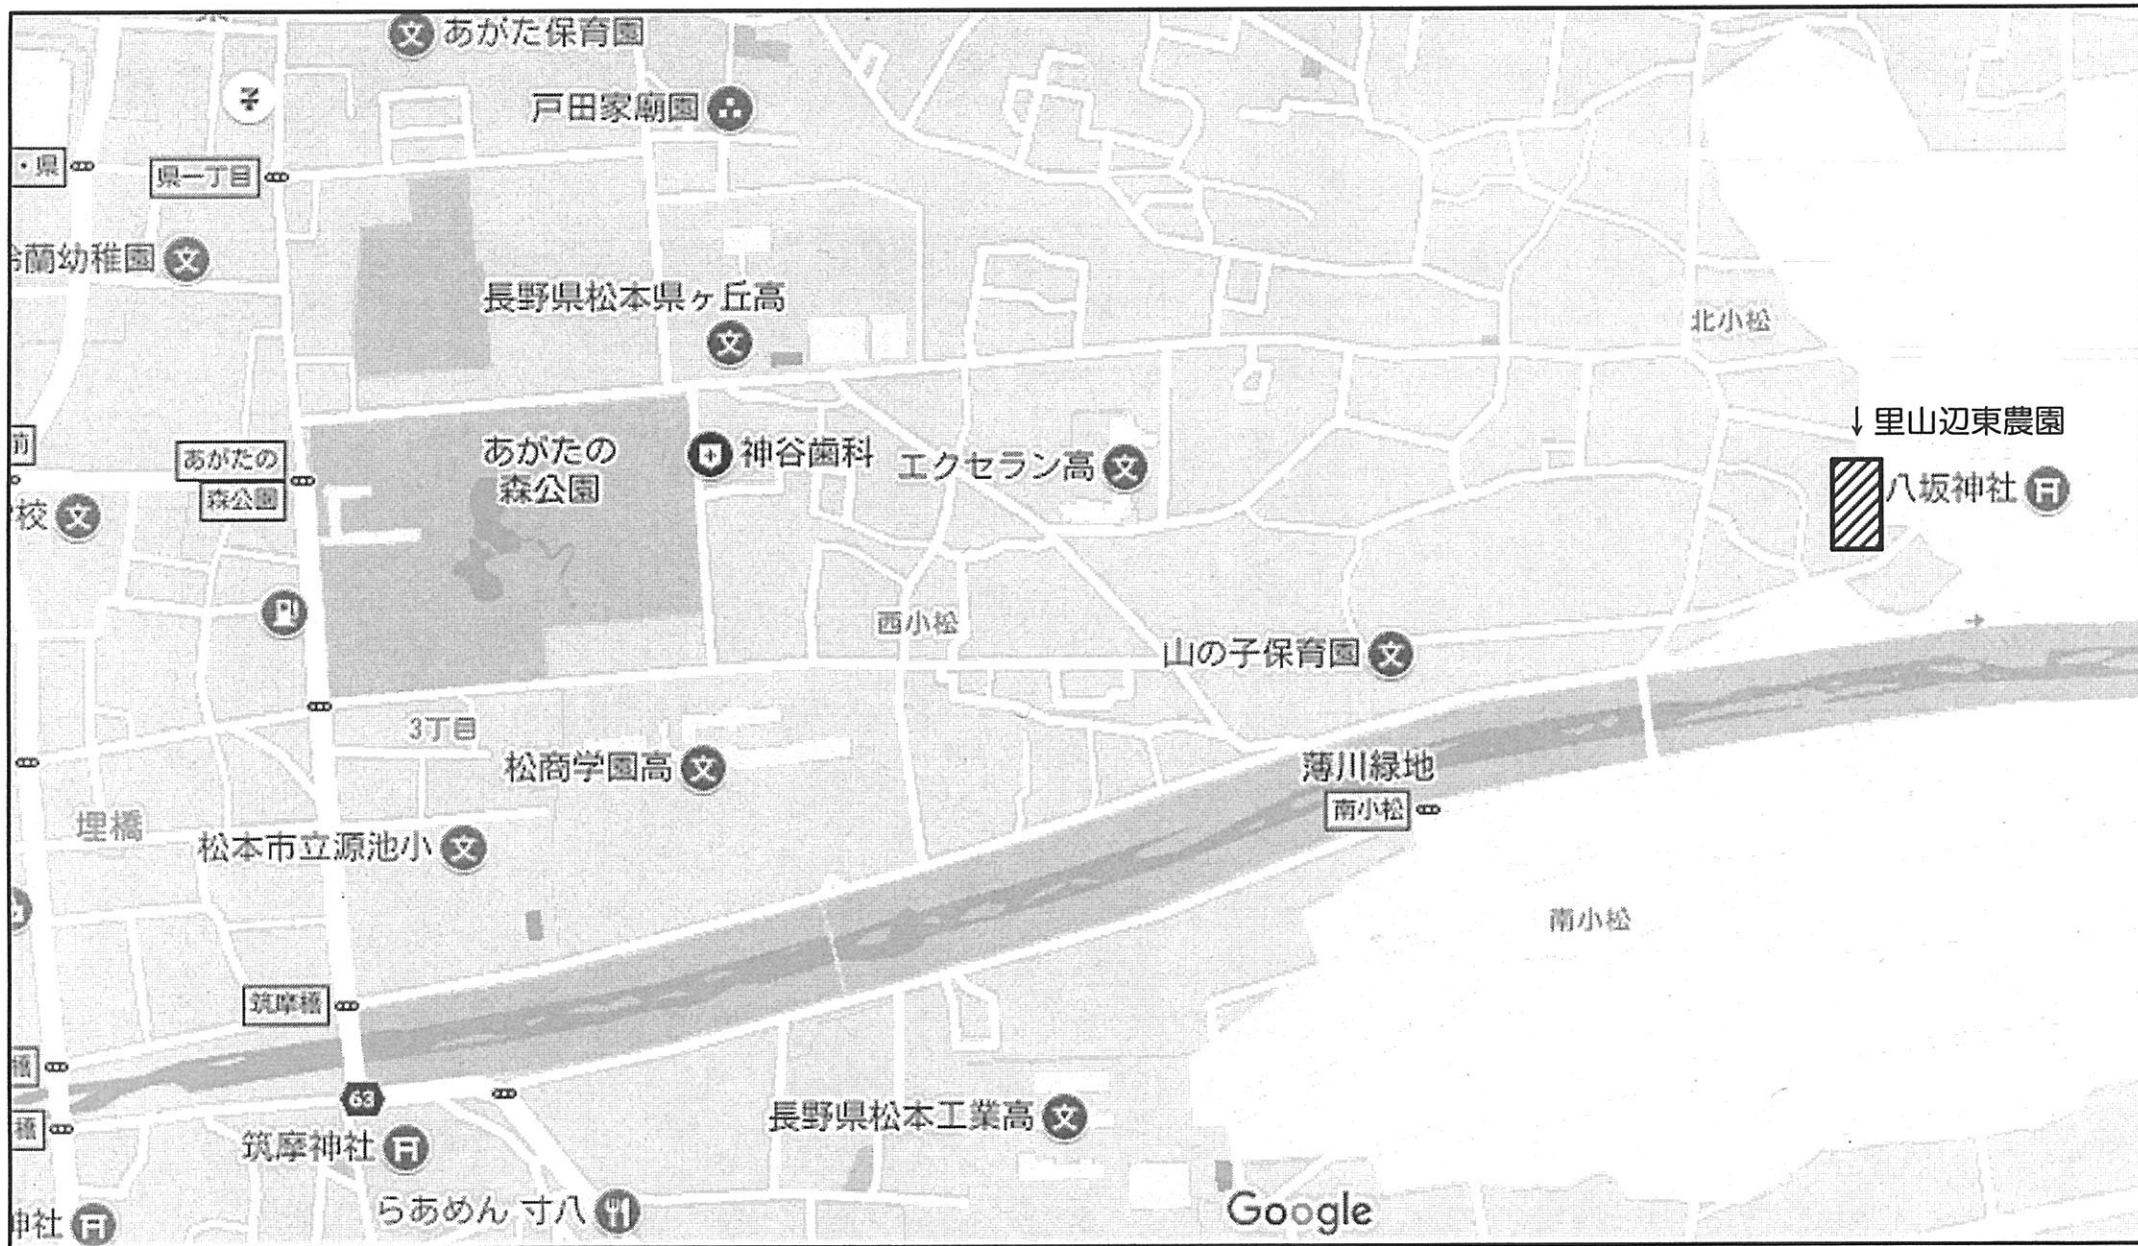 あがた保育園
戸田家廟園
・県
県一丁目
蘭幼稚園
長野県松本県ヶ丘高
北小松
↓里山辺東農園
前
あがたの
森公園
あがたの
森公園
神谷歯科
エクセラン高
八坂神社
校
西小松
山の子保育園
3丁目
松商学園高
薄川緑地
南小松
埋橋
松本市立源池小
南小松
筑摩橋
橋
63
橋
長野県松本工業高
筑摩神社
らあめん 寸八
神社
Google